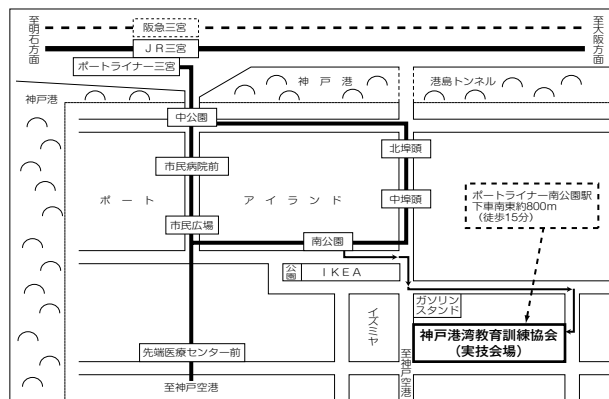 至明石方面
至大阪方面
阪急三宮
ＪＲ三宮
ポートライナー三宮
神戸港
神戸港
港島トンネル
中公園
北埠頭
市民病院前
ポート
アイランド
中埠頭
ポートライナー南公園駅
下車南東約800m
（徒歩15分）
市民広場
南公園
公園
ＩＫＥＡ
イズミヤ
ガソリン
スタンド
神戸港湾教育訓練協会
（実技会場）
先端医療センター前
至神戸空港
至神戸空港